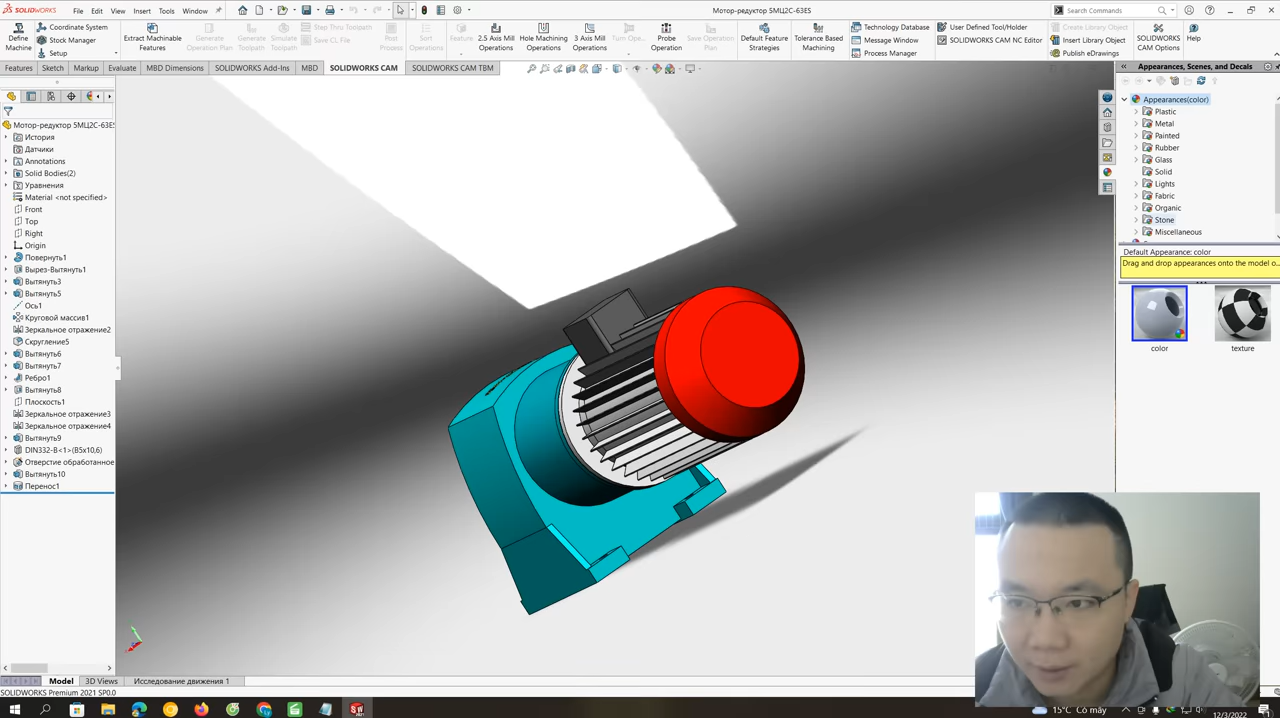 SOLIDWORKS
File
Edit
View
Insert
Tools
Window
Мотор-редуктор 5МЦ2С-63ES
Search Commands
Define Machine
Coordinate System
Stock Manager
Setup
Extract Machinable Features
Generate Operation Plan
Generate Toolpath
Simulate Toolpath
Step Thru Toolpath
Save CL File
Post Process
Sort Operations
Feature
2.5 Axis Mill Operations
Hole Machining Operations
3 Axis Mill Operations
Turn Ope...
Probe Operation
Save Operation Plan
Default Feature Strategies
Tolerance Based Machining
Technology Database
Message Window
Process Manager
User Defined Tool/Holder
SOLIDWORKS CAM NC Editor
Create Library Object
Insert Library Object
Publish eDrawings
SOLIDWORKS CAM Options
Help
Features
Sketch
Markup
Evaluate
MBD Dimensions
SOLIDWORKS Add-Ins
MBD
SOLIDWORKS CAM
SOLIDWORKS CAM TBM
Мотор-редуктор 5МЦ2С-63ES
История
Датчики
Annotations
Solid Bodies(2)
Уравнения
Material <not specified>
Front
Top
Right
Origin
Повернуть1
Вырез-Вытянуть1
Вытянуть3
Вытянуть5
Ось1
Круговой массив1
Зеркальное отражение2
Скругление5
Вытянуть6
Вытянуть7
Ребро1
Вытянуть8
Плоскость1
Зеркальное отражение3
Зеркальное отражение4
Вытянуть9
DIN332-B<1>(B5x10,6)
Отверстие обработанное
Вытянуть10
Перенос1
Appearances, Scenes, and Decals
Appearances(color)
Plastic
Metal
Painted
Rubber
Glass
Solid
Lights
Fabric
Organic
Stone
Miscellaneous
Default Appearance: color
Drag and drop appearances onto the model o...
color
texture
Model
3D Views
Исследование движения 1
SOLIDWORKS Premium 2021 SP0.0
15°C Có mây
12/3/2022